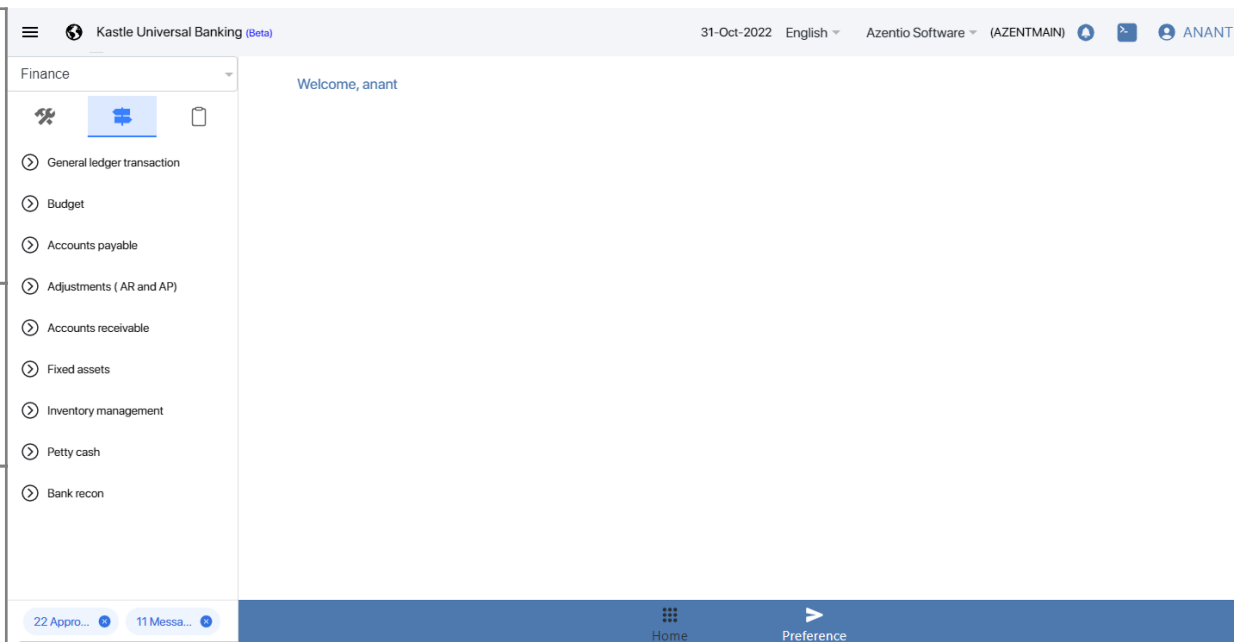 Kastle Universal Banking (Beta)
31-Oct-2022 English Azentio Software (AZENTMAIN) ANANT
Finance
Welcome, anant
General ledger transaction
Budget
Accounts payable
Adjustments ( AR and AP)
Accounts receivable
Fixed assets
Inventory management
Petty cash
Bank recon
22 Appro...
11 Messa...
Home
Preference